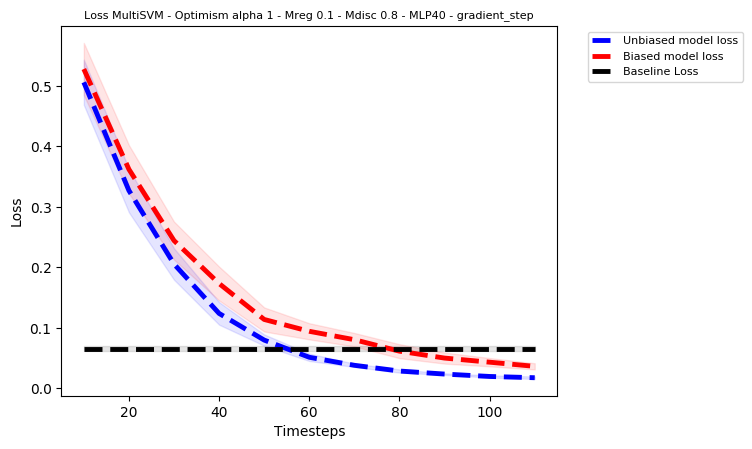 Loss MultiSVM - Optimism alpha 1 - Mreg 0.1 - Mdisc 0.8 - MLP40 - gradient_step
Unbiased model loss
Biased model loss
Baseline Loss
0.5
0.4
0.3
0.2
0.1
0.0
Loss
20
40
60
80
100
Timesteps